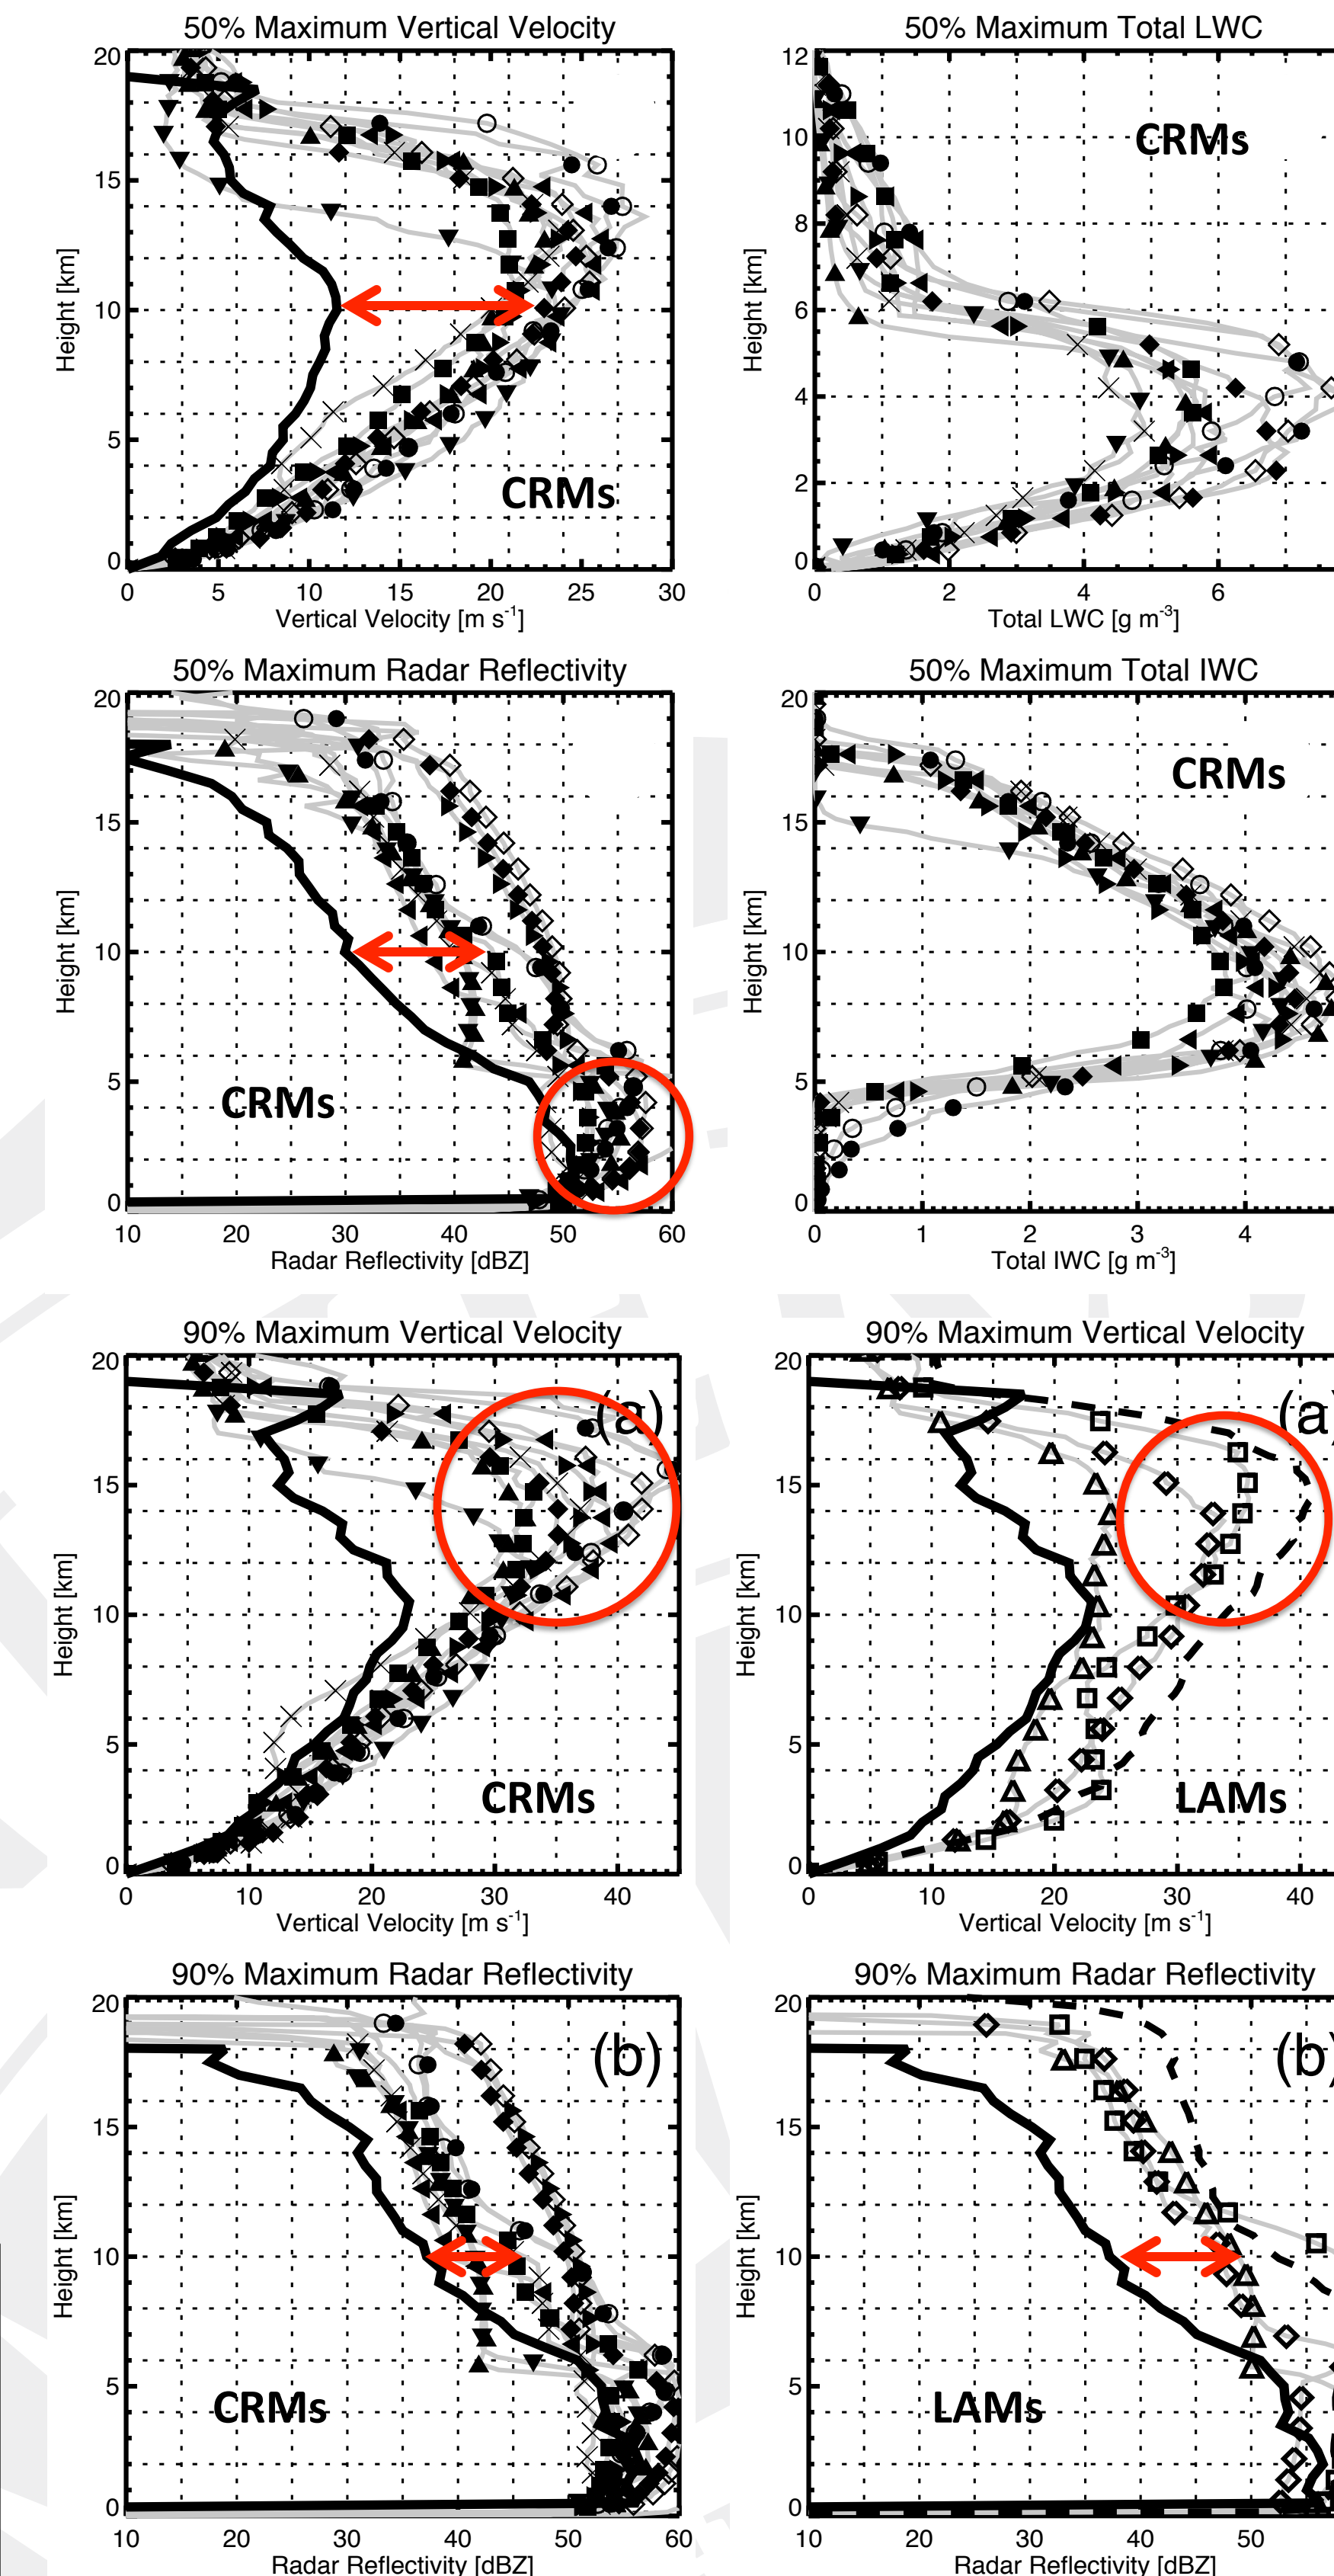 50% Maximum Vertical Velocity
20
15
10
5
0
Height [km]
CRMs
0 5 10 15 20 25 30
Vertical Velocity [m s-1]
50% Maximum Total LWC
12
10
8
6
4
2
0
Height [km]
CRMs
0 2 4 6
Total LWC [g m-3]
50% Maximum Radar Reflectivity
20
15
10
5
0
Height [km]
CRMs
10 20 30 40 50 60
Radar Reflectivity [dBZ]
50% Maximum Total IWC
20
15
10
5
0
Height [km]
CRMs
0 1 2 3 4
Total IWC [g m-3]
90% Maximum Vertical Velocity
20
15
10
5
0
Height [km]
(a)
CRMs
0 10 20 30 40
Vertical Velocity [m s-1]
90% Maximum Vertical Velocity
20
15
10
5
0
Height [km]
(a)
LAMs
0 10 20 30 40
Vertical Velocity [m s-1]
90% Maximum Radar Reflectivity
20
15
10
5
0
Height [km]
(b)
CRMs
10 20 30 40 50 60
Radar Reflectivity [dBZ]
90% Maximum Radar Reflectivity
20
15
10
5
0
Height [km]
(b)
LAMs
10 20 30 40 50
Radar Reflectivity [dBZ]